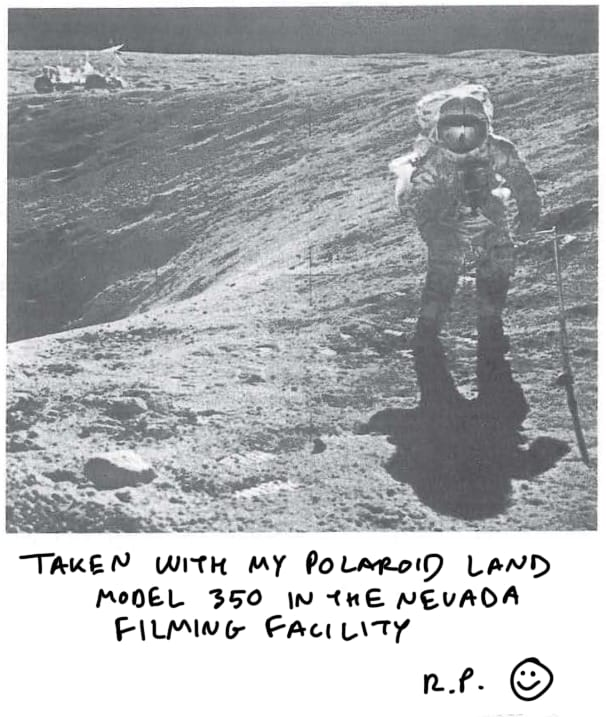 TAKEN WITH MY POLAROID LAND
MODEL 350 IN THE NEVADA
FILMING FACILITY
R.P. ☺